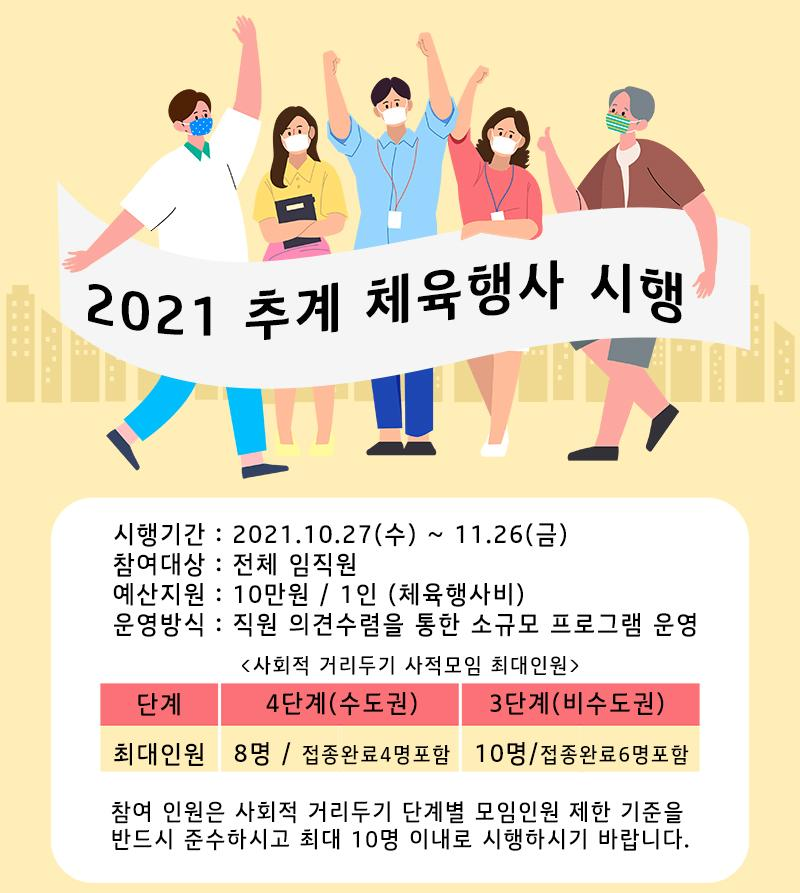 2021 추계 체육행사 시행
시행기간 : 2021.10.27(수) ~ 11.26(금)
참여대상 : 전체 임직원
예산지원 : 10만원 / 1인 (체육행사비)
운영방식 : 직원 의견수렴을 통한 소규모 프로그램 운영
<사회적 거리두기 사적모임 최대인원>
단계 4단계(수도권) 3단계(비수도권)
최대인원 8명 / 접종완료4명포함 10명/접종완료6명포함
참여 인원은 사회적 거리두기 단계별 모임인원 제한 기준을
반드시 준수하시고 최대 10명 이내로 시행하시기 바랍니다.